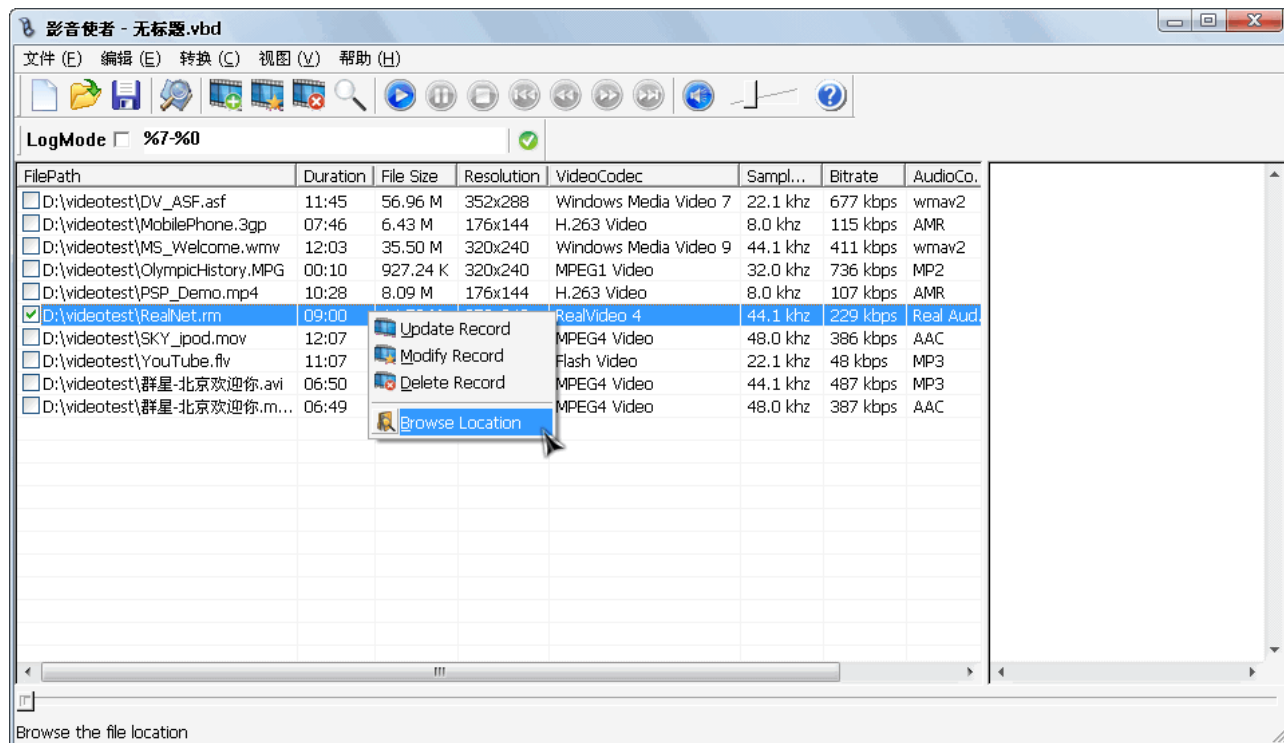 影音使者 - 无标题.vbd
文件 (F) 编辑 (E) 转换 (C) 视图 (V) 帮助 (H)
LogMode %7-%0
FilePath Duration File Size Resolution VideoCodec Sampl... Bitrate AudioCo.
D:\videotest\DV_ASF.asf 11:45 56.96 M 352x288 Windows Media Video 7 22.1 khz 677 kbps wmav2
D:\videotest\MobilePhone.3gp 07:46 6.43 M 176x144 H.263 Video 8.0 khz 115 kbps AMR
D:\videotest\MS_Welcome.wmv 12:03 35.50 M 320x240 Windows Media Video 9 44.1 khz 411 kbps wmav2
D:\videotest\OlympicHistory.MPG 00:10 927.24 K 320x240 MPEG1 Video 32.0 khz 736 kbps MP2
D:\videotest\PSP_Demo.mp4 10:28 8.09 M 176x144 H.263 Video 8.0 khz 107 kbps AMR
D:\videotest\RealNet.rm 09:00 RealVideo 4 44.1 khz 229 kbps Real Aud.
D:\videotest\SKY_ipod.mov 12:07 MPEG4 Video 48.0 khz 386 kbps AAC
D:\videotest\YouTube.flv 11:07 Flash Video 22.1 khz 48 kbps MP3
D:\videotest\群星-北京欢迎你.avi 06:50 MPEG4 Video 44.1 khz 487 kbps MP3
D:\videotest\群星-北京欢迎你.m... 06:49 MPEG4 Video 48.0 khz 387 kbps AAC
Update Record
Modify Record
Delete Record
Browse Location
Browse the file location